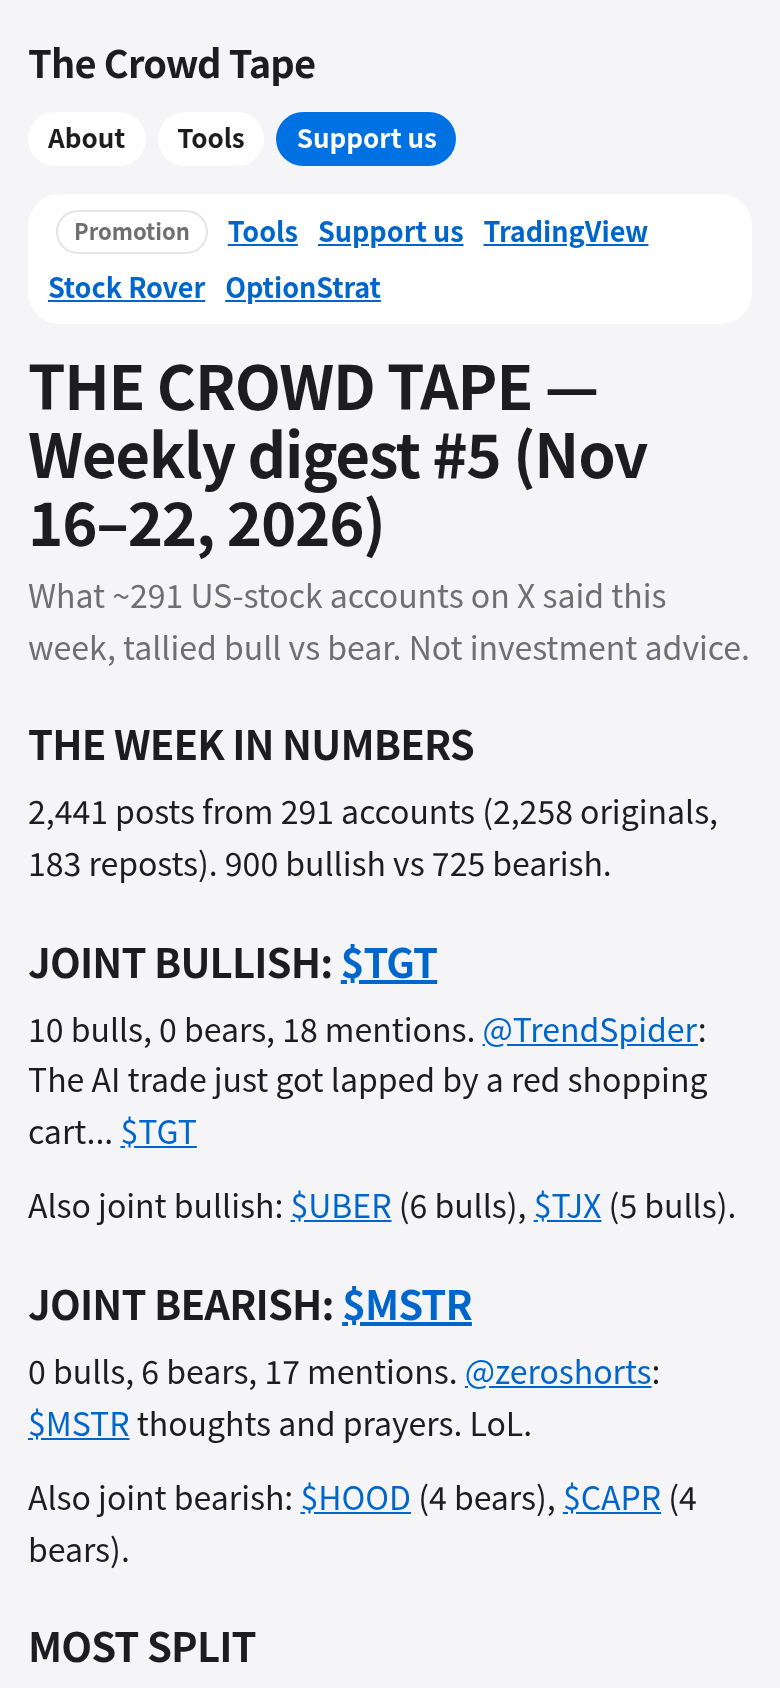 The Crowd Tape
About Tools Support us
Promotion Tools Support us TradingView
Stock Rover OptionStrat
THE CROWD TAPE —
Weekly digest #5 (Nov
16–22, 2026)
What ~291 US-stock accounts on X said this
week, tallied bull vs bear. Not investment advice.
THE WEEK IN NUMBERS
2,441 posts from 291 accounts (2,258 originals,
183 reposts). 900 bullish vs 725 bearish.
JOINT BULLISH: $TGT
10 bulls, 0 bears, 18 mentions. @TrendSpider:
The AI trade just got lapped by a red shopping
cart... $TGT
Also joint bullish: $UBER (6 bulls), $TJX (5 bulls).
JOINT BEARISH: $MSTR
0 bulls, 6 bears, 17 mentions. @zeroshorts:
$MSTR thoughts and prayers. LoL.
Also joint bearish: $HOOD (4 bears), $CAPR (4
bears).
MOST SPLIT